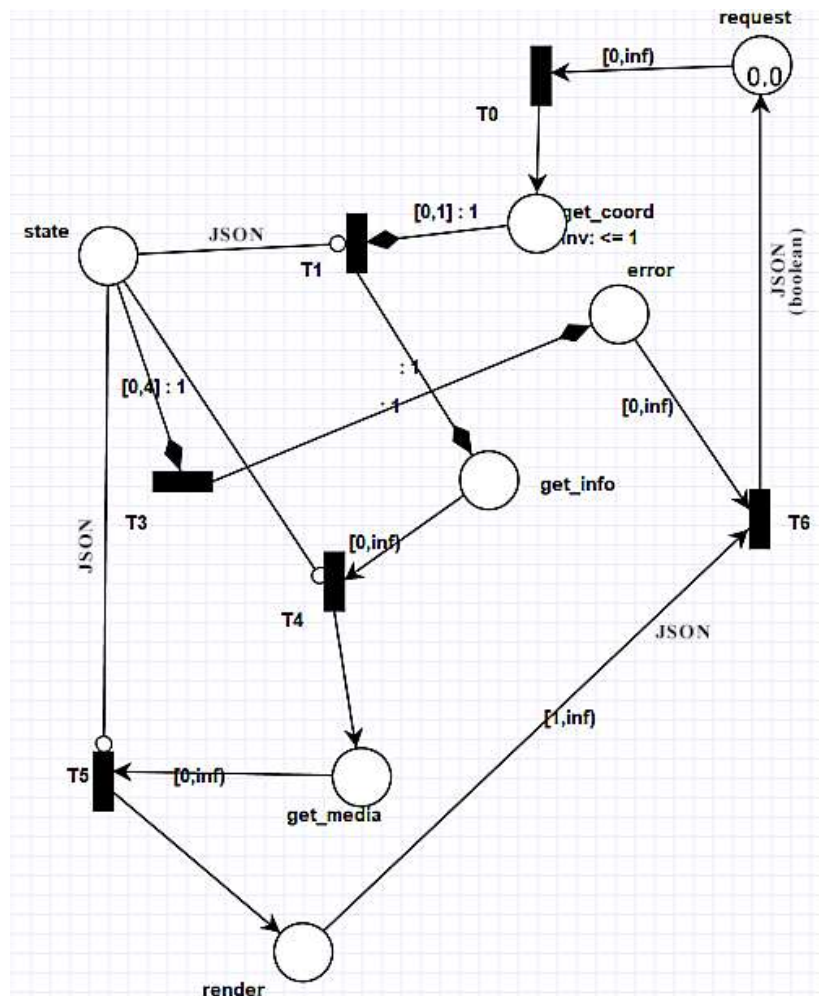 request
[0,inf)
0.0
T0
[0,1] : 1
get_coord
inv: <= 1
state
JSON
T1
error
JSON
(boolean)
: 1
[0,4] : 1
: 1
[0,inf)
get_info
T3
T6
JSON
[0,inf)
T4
JSON
[1,inf)
T5
[0,inf)
get_media
render